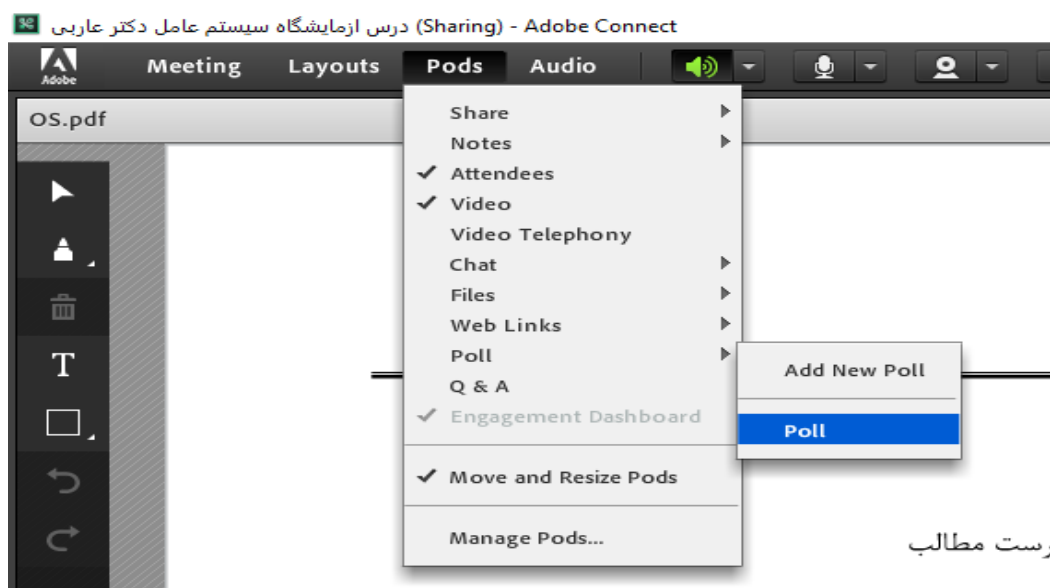 درس ازمایشگاه سیستم عامل دکتر عاربی (Sharing) - Adobe Connect
Adobe Meeting Layouts Pods Audio
OS.pdf
Share
Notes
Attendees
Video
Video Telephony
Chat
Files
Web Links
Poll
Q & A
Engagement Dashboard
Move and Resize Pods
Manage Pods...
Add New Poll
Poll
T
مطالب